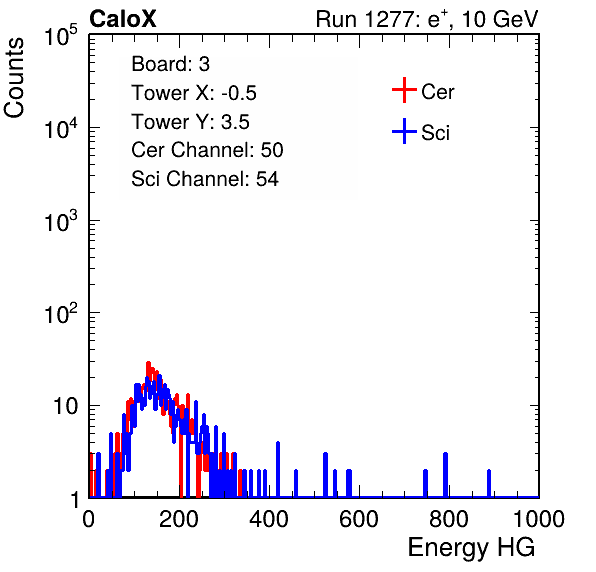 CaloX Run 1277: e⁺, 10 GeV
Counts
10⁵
10⁴
10³
10²
10
1
Board: 3
Tower X: -0.5
Tower Y: 3.5
Cer Channel: 50
Sci Channel: 54
Cer
Sci
0 200 400 600 800 1000
Energy HG